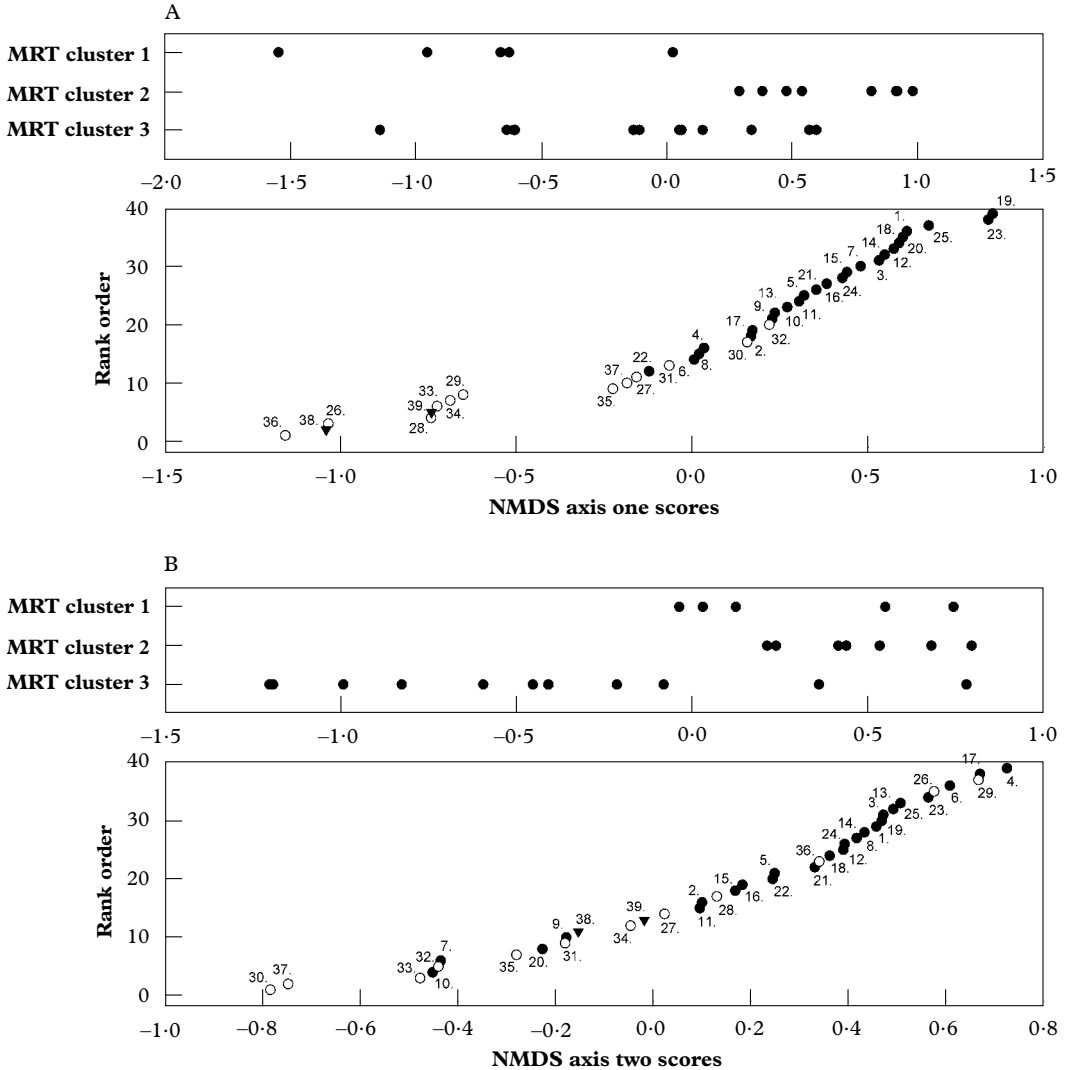 A
MRT cluster 1
MRT cluster 2
MRT cluster 3
–2·0 –1·5 –1·0 –0·5 0·0 0·5 1·0 1·5
40 19.
1.
18. 25. 23.
14. 20.
30 7. 12.
15. 3.
21. 24.
5. 16.
13. 11.
9. 10.
20 17. 32.
4. 30. 2.
22. 8.
37. 31. 6.
10 33. 29. 27.
39. 34. 35.
36. 38. 26. 28.
0
Rank order
–1·5 –1·0 –0·5 0·0 0·5 1·0
NMDS axis one scores
B
MRT cluster 1
MRT cluster 2
MRT cluster 3
–1·5 –1·0 –0·5 0·0 0·5 1·0
40 17. 4.
26. 29.
13. 6.
3. 25. 23.
30 14. 19.
24. 8. 1.
36. 12.
5. 18.
20 15. 22. 21.
2. 16.
39. 28.
9. 38. 11.
10 34. 27.
32. 7. 20. 31.
33. 35.
30. 37. 10.
0
Rank order
–1·0 –0·8 –0·6 –0·4 –0·2 0·0 0·2 0·4 0·6 0·8
NMDS axis two scores